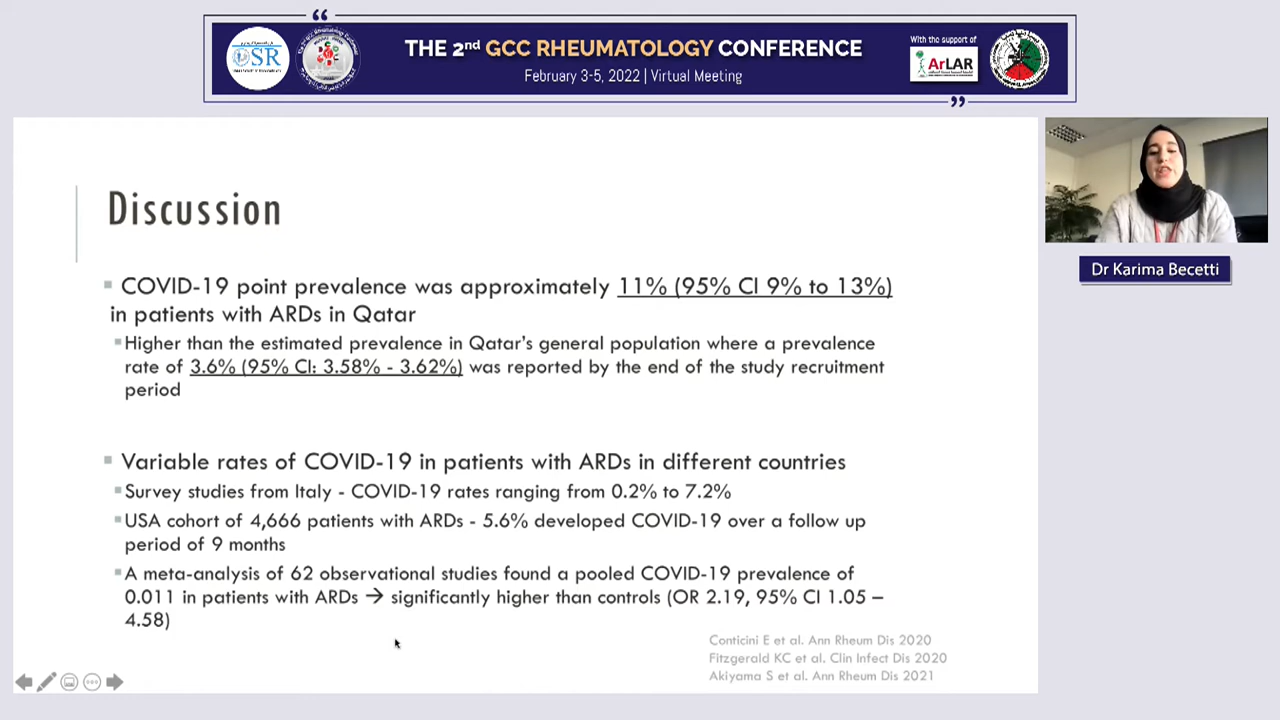 THE 2nd GCC RHEUMATOLOGY CONFERENCE
February 3-5, 2022 | Virtual Meeting
With the support of
ArLAR
Discussion
COVID-19 point prevalence was approximately 11% (95% CI 9% to 13%)
in patients with ARDs in Qatar
Higher than the estimated prevalence in Qatar's general population where a prevalence
rate of 3.6% (95% CI: 3.58% - 3.62%) was reported by the end of the study recruitment
period
Variable rates of COVID-19 in patients with ARDs in different countries
Survey studies from Italy - COVID-19 rates ranging from 0.2% to 7.2%
USA cohort of 4,666 patients with ARDs - 5.6% developed COVID-19 over a follow up
period of 9 months
A meta-analysis of 62 observational studies found a pooled COVID-19 prevalence of
0.011 in patients with ARDs → significantly higher than controls (OR 2.19, 95% CI 1.05 –
4.58)
Conticini E et al. Ann Rheum Dis 2020
Fitzgerald KC et al. Clin Infect Dis 2020
Akiyama S et al. Ann Rheum Dis 2021
Dr Karima Becetti